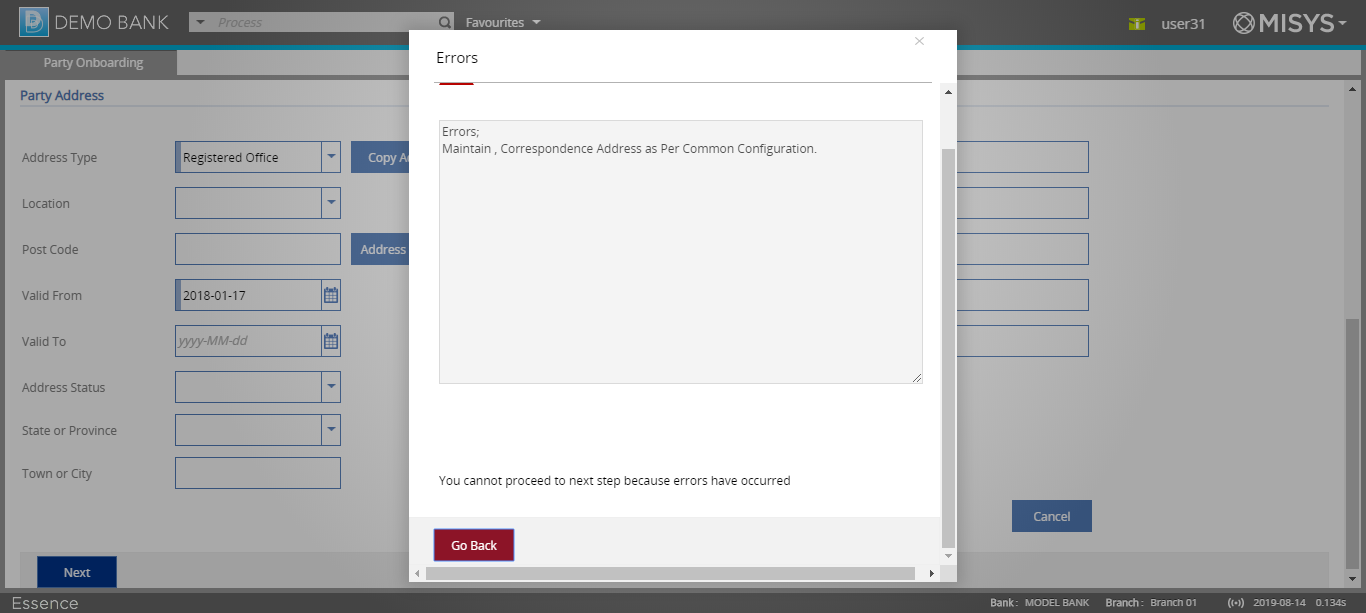 DEMO BANK
Process
Favourites
user31
MISYS
Party Onboarding
Errors
Party Address
Errors;
Maintain , Correspondence Address as Per Common Configuration.
Address Type
Registered Office
Copy A
Location
Post Code
Address
Valid From
2018-01-17
Valid To
yyyy-MM-dd
Address Status
State or Province
Town or City
You cannot proceed to next step because errors have occurred
Cancel
Go Back
Next
Essence
Bank : MODEL BANK Branch : Branch 01 2019-08-14 0.134s